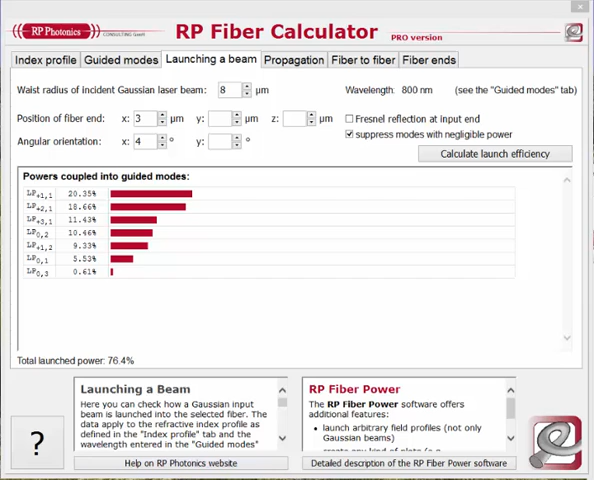 RP Photonics
CONSULTING GmbH
RP Fiber Calculator PRO version
Index profile Guided modes Launching a beam Propagation Fiber to fiber Fiber ends
Waist radius of incident Gaussian laser beam: 8 µm Wavelength: 800 nm (see the "Guided modes" tab)
Position of fiber end: x: 3 µm y: µm z: µm Fresnel reflection at input end
suppress modes with negligible power
Angular orientation: x: 4 ° y: °
Calculate launch efficiency
Powers coupled into guided modes:
LP+1,1 20.35%
LP+2,1 18.66%
LP+3,1 11.43%
LP0,2 10.46%
LP+1,2 9.33%
LP0,1 5.53%
LP0,3 0.61%
Total launched power: 76.4%
?
Launching a Beam
Here you can check how a Gaussian input
beam is launched into the selected fiber. The
data apply to the refractive index profile as
defined in the "Index profile" tab and the
wavelength entered in the "Guided modes"
Help on RP Photonics website
RP Fiber Power
The RP Fiber Power software offers
additional features:
launch arbitrary field profiles (not only
Gaussian beams)
Detailed description of the RP Fiber Power software